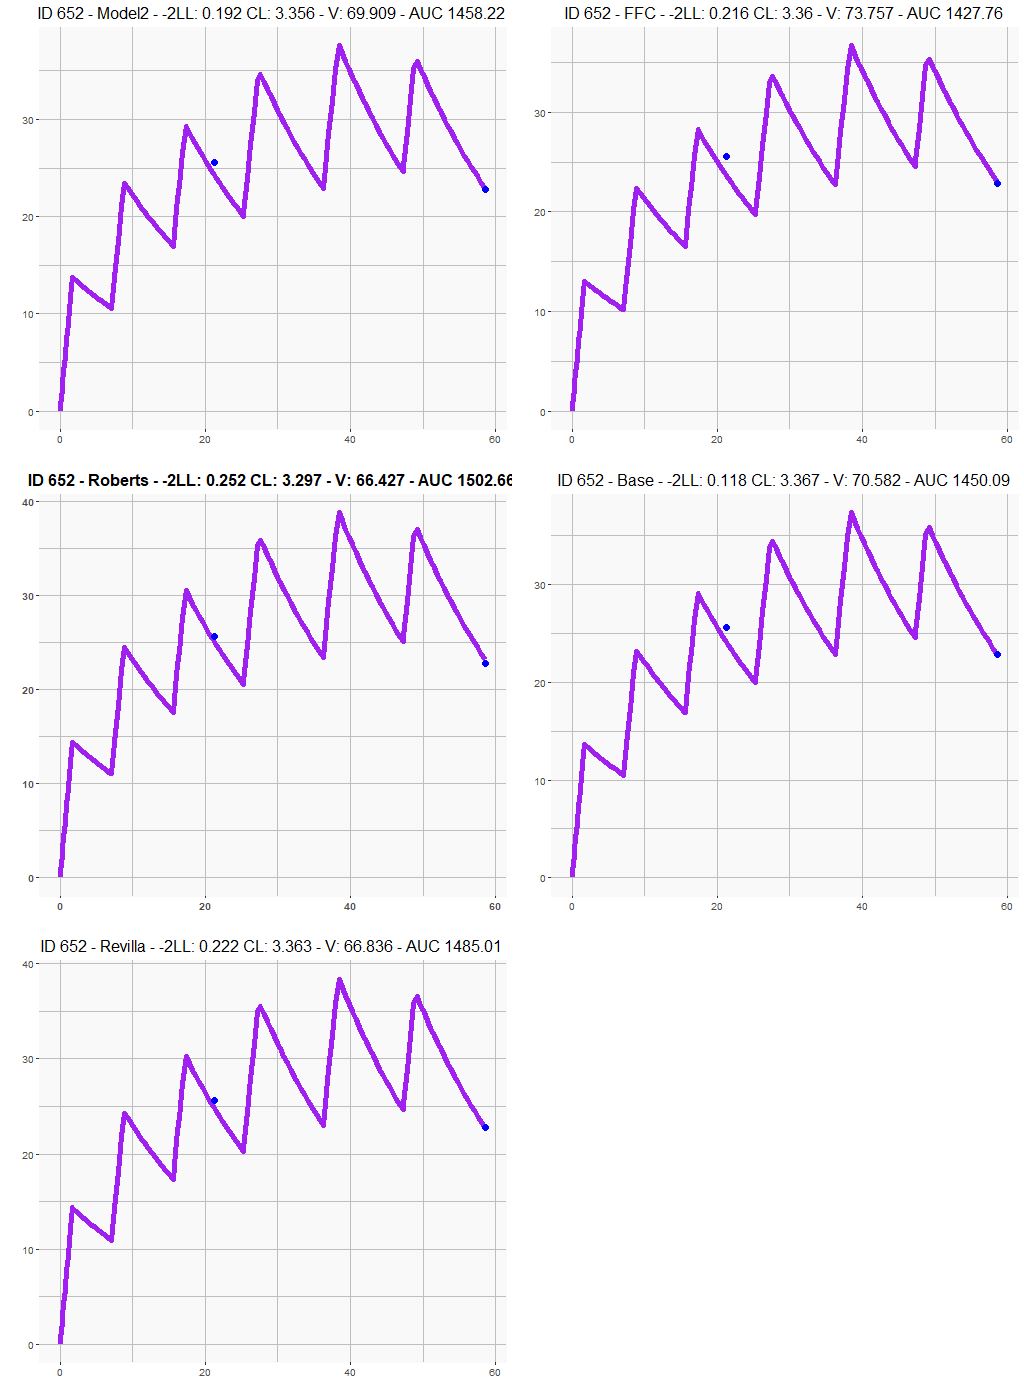 ID 652 - Model2 - -2LL: 0.192 CL: 3.356 - V: 69.909 - AUC 1458.22
30
20
10
0
0 20 40 60
ID 652 - FFC - -2LL: 0.216 CL: 3.36 - V: 73.757 - AUC 1427.76
30
20
10
0
0 20 40 60
ID 652 - Roberts - -2LL: 0.252 CL: 3.297 - V: 66.427 - AUC 1502.66
40
30
20
10
0
0 20 40 60
ID 652 - Base - -2LL: 0.118 CL: 3.367 - V: 70.582 - AUC 1450.09
30
20
10
0
0 20 40 60
ID 652 - Revilla - -2LL: 0.222 CL: 3.363 - V: 66.836 - AUC 1485.01
40
30
20
10
0
0 20 40 60